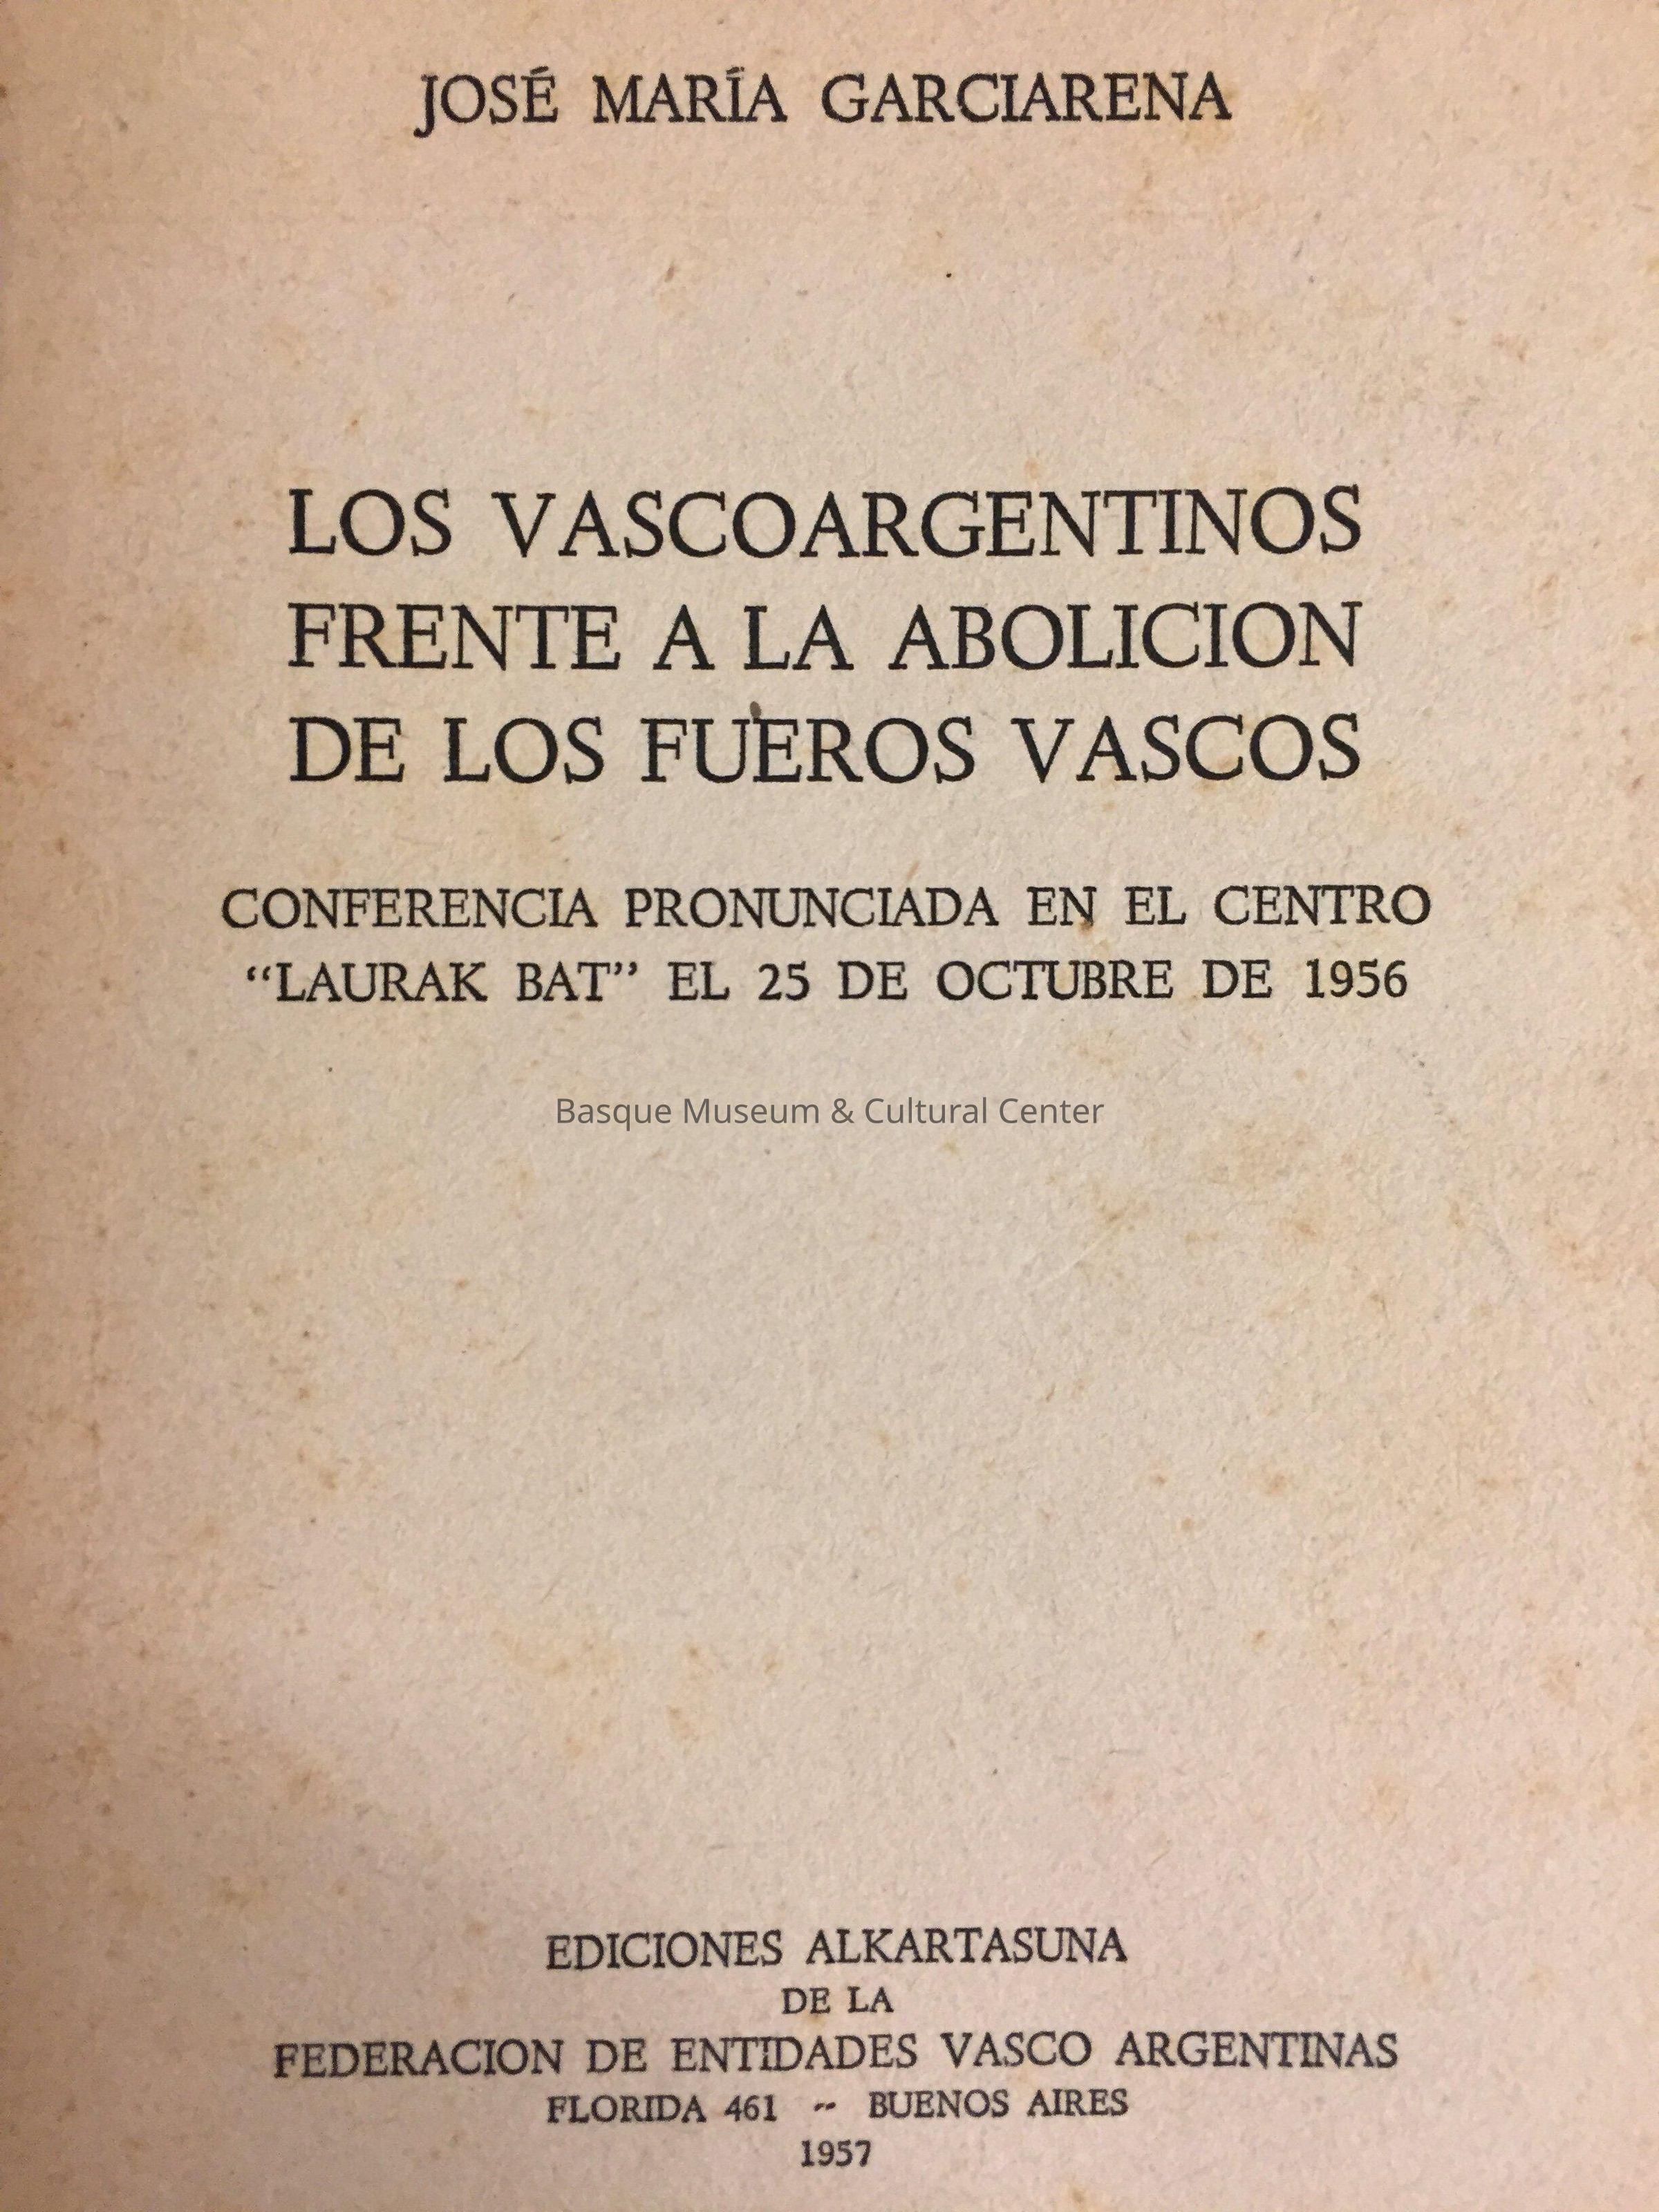 JOSÉ MARÍA GARCIARENA
LOS VASCOARGENTINOS
FRENTE A LA ABOLICION
DE LOS FUEROS VASCOS
CONFERENCIA PRONUNCIADA EN EL CENTRO
“LAURAK BAT” EL 25 DE OCTUBRE DE 1956
Basque Museum & Cultural Center
EDICIONES ALKARTASUNA
DE LA
FEDERACION DE ENTIDADES VASCO ARGENTINAS
FLORIDA 461 -- BUENOS AIRES
1957